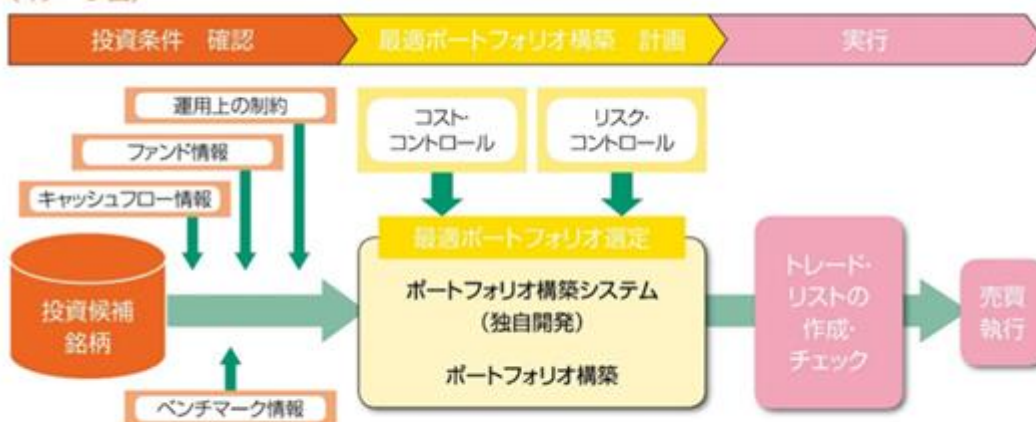 投資条件 確認
最適ポートフォリオ構築 計画
実行
運用上の制約
ファンド情報
キャッシュフロー情報
コスト・
コントロール
リスク・
コントロール
投資候補
銘柄
最適ポートフォリオ選定
ポートフォリオ構築システム
（独自開発）
ポートフォリオ構築
トレード・
リストの
作成・
チェック
売買
執行
ベンチマーク情報